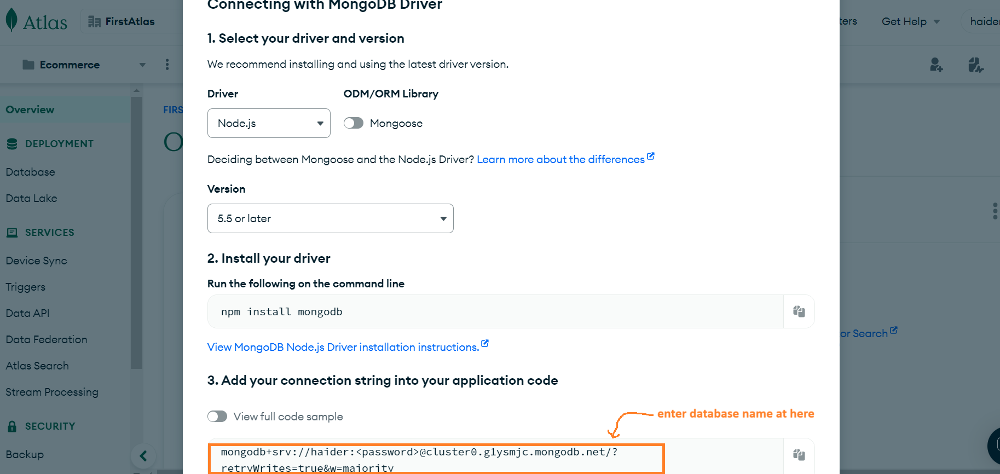 Connecting with MongoDB Driver
Atlas
FirstAtlas
Get Help
Ecommerce
1. Select your driver and version
We recommend installing and using the latest driver version.
Driver
ODM/ORM Library
Node.js
Mongoose
Deciding between Mongoose and the Node.js Driver? Learn more about the differences
Version
5.5 or later
2. Install your driver
Run the following on the command line
npm install mongodb
View MongoDB Node.js Driver installation instructions.
3. Add your connection string into your application code
View full code sample
enter database name at here
mongodb+srv://haider:<password>@cluster0.g1ysmjc.mongodb.net/?
retryWrites=true&w=majority
Overview
DEPLOYMENT
Database
Data Lake
SERVICES
Device Sync
Triggers
Data API
Data Federation
Atlas Search
Stream Processing
SECURITY
Backup
FIRS
haider
or Search